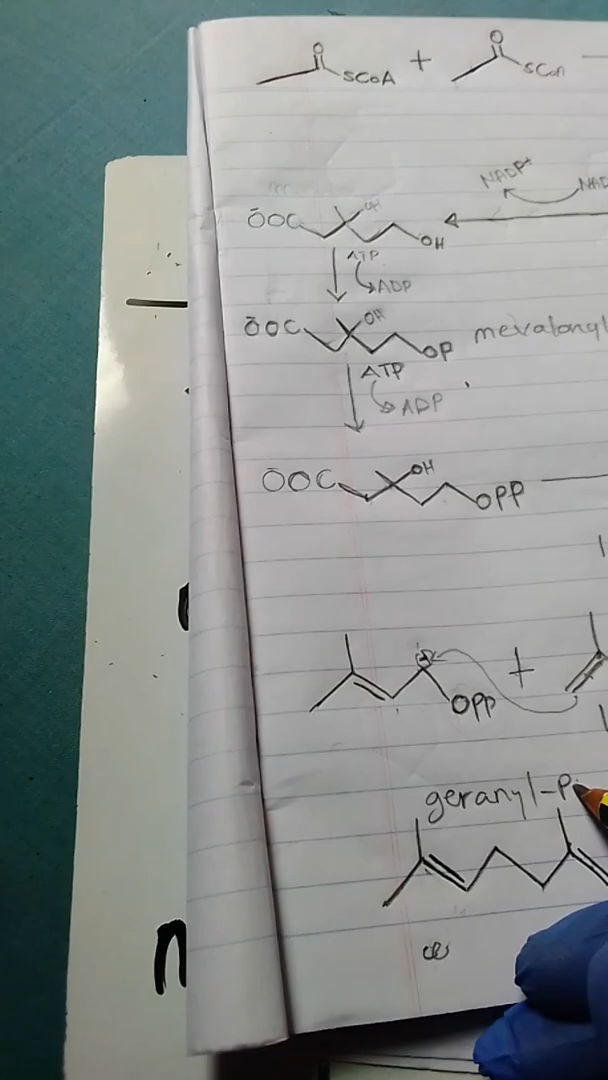 O O
SCoA + SCoA
NADP+ NAD
ŌOC OH OH
ATP
ADP
ŌOC OH OP mevalonyl
ATP
ADP
ŌOC OH OPP
OPP +
geranyl-P